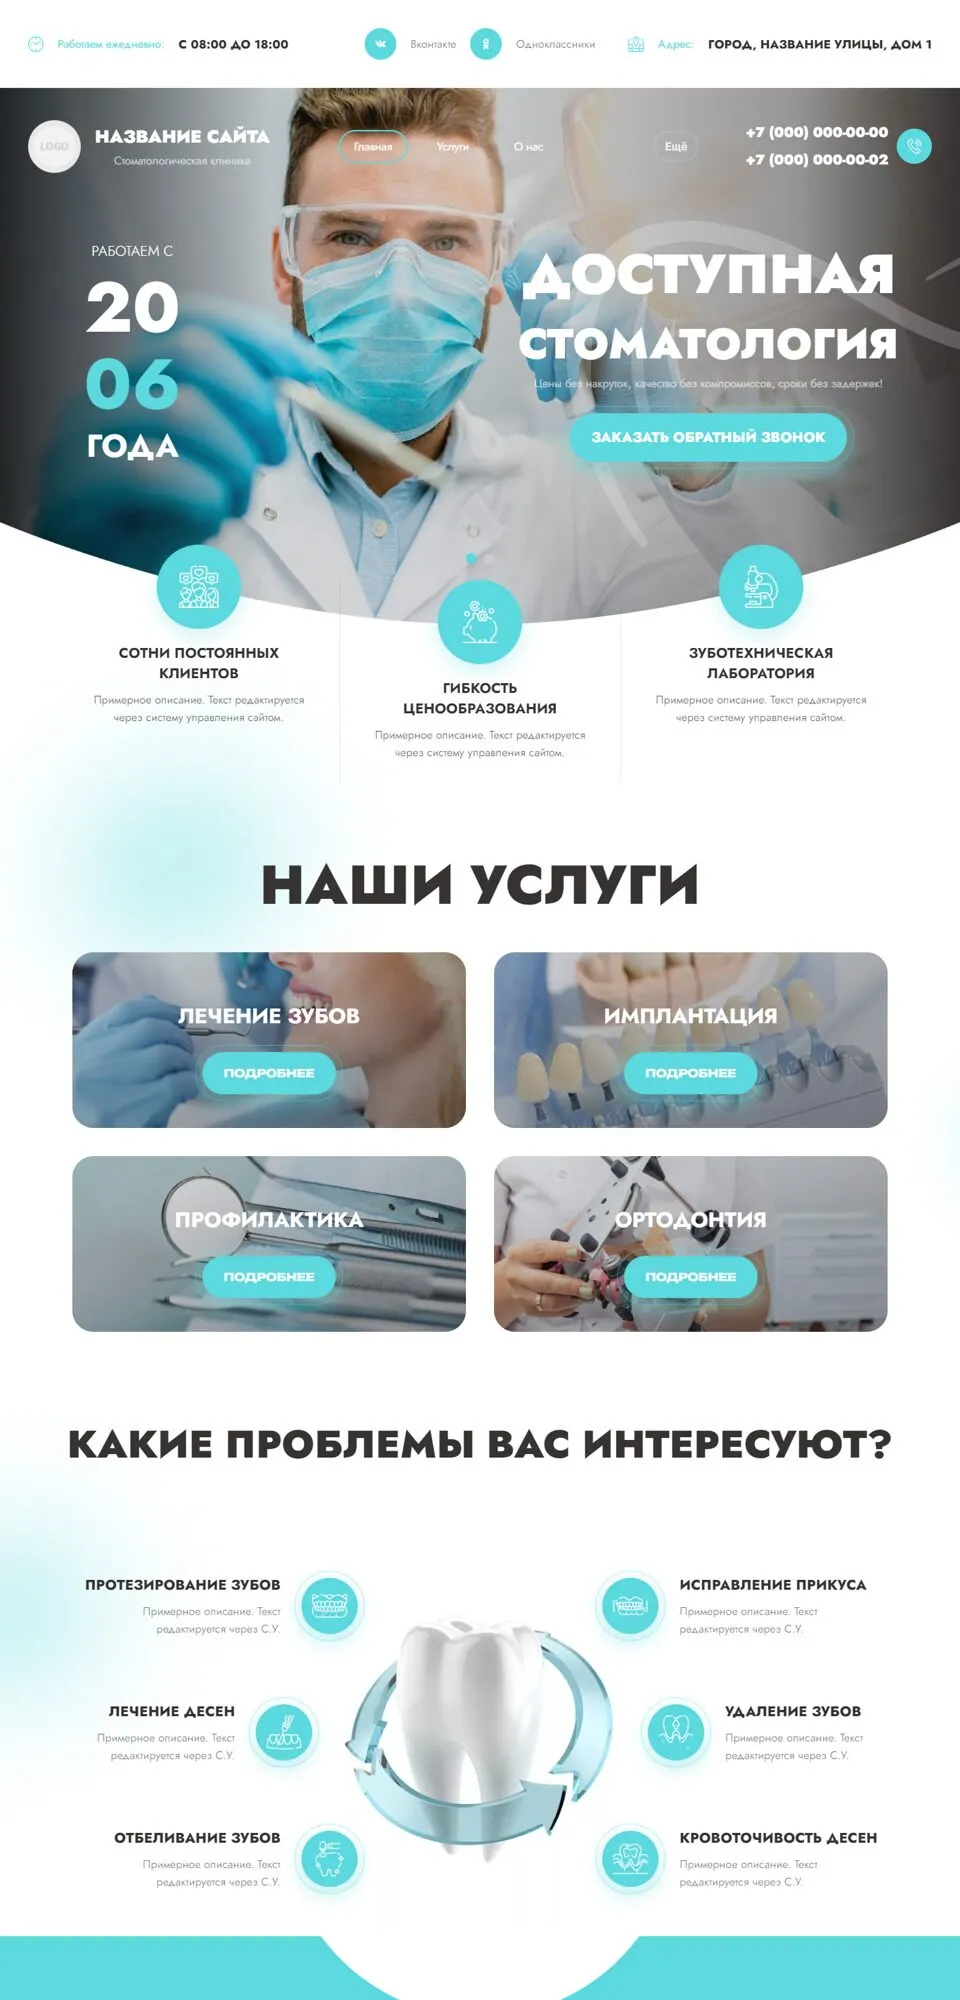 Работаем ежедневно: С 08:00 ДО 18:00
Вконтакте
Одноклассники
Адрес: ГОРОД, НАЗВАНИЕ УЛИЦЫ, ДОМ 1
LOGO
НАЗВАНИЕ САЙТА
Стоматологическая клиника
Главная
Услуги
О нас
Ещё
+7 (000) 000-00-00
+7 (000) 000-00-02
РАБОТАЕМ С
20
06
ГОДА
ДОСТУПНАЯ
СТОМАТОЛОГИЯ
Цены без накруток, качество без компромиссов, сроки без задержек!
ЗАКАЗАТЬ ОБРАТНЫЙ ЗВОНОК
СОТНИ ПОСТОЯННЫХ
КЛИЕНТОВ
Примерное описание. Текст редактируется
через систему управления сайтом.
ГИБКОСТЬ
ЦЕНООБРАЗОВАНИЯ
Примерное описание. Текст редактируется
через систему управления сайтом.
ЗУБОТЕХНИЧЕСКАЯ
ЛАБОРАТОРИЯ
Примерное описание. Текст редактируется
через систему управления сайтом.
НАШИ УСЛУГИ
ЛЕЧЕНИЕ ЗУБОВ
ПОДРОБНЕЕ
ИМПЛАНТАЦИЯ
ПОДРОБНЕЕ
ПРОФИЛАКТИКА
ПОДРОБНЕЕ
ОРТОДОНТИЯ
ПОДРОБНЕЕ
КАКИЕ ПРОБЛЕМЫ ВАС ИНТЕРЕСУЮТ?
ПРОТЕЗИРОВАНИЕ ЗУБОВ
Примерное описание. Текст
редактируется через С.У.
ИСПРАВЛЕНИЕ ПРИКУСА
Примерное описание. Текст
редактируется через С.У.
ЛЕЧЕНИЕ ДЕСЕН
Примерное описание. Текст
редактируется через С.У.
УДАЛЕНИЕ ЗУБОВ
Примерное описание. Текст
редактируется через С.У.
ОТБЕЛИВАНИЕ ЗУБОВ
Примерное описание. Текст
редактируется через С.У.
КРОВОТОЧИВОСТЬ ДЕСЕН
Примерное описание. Текст
редактируется через С.У.